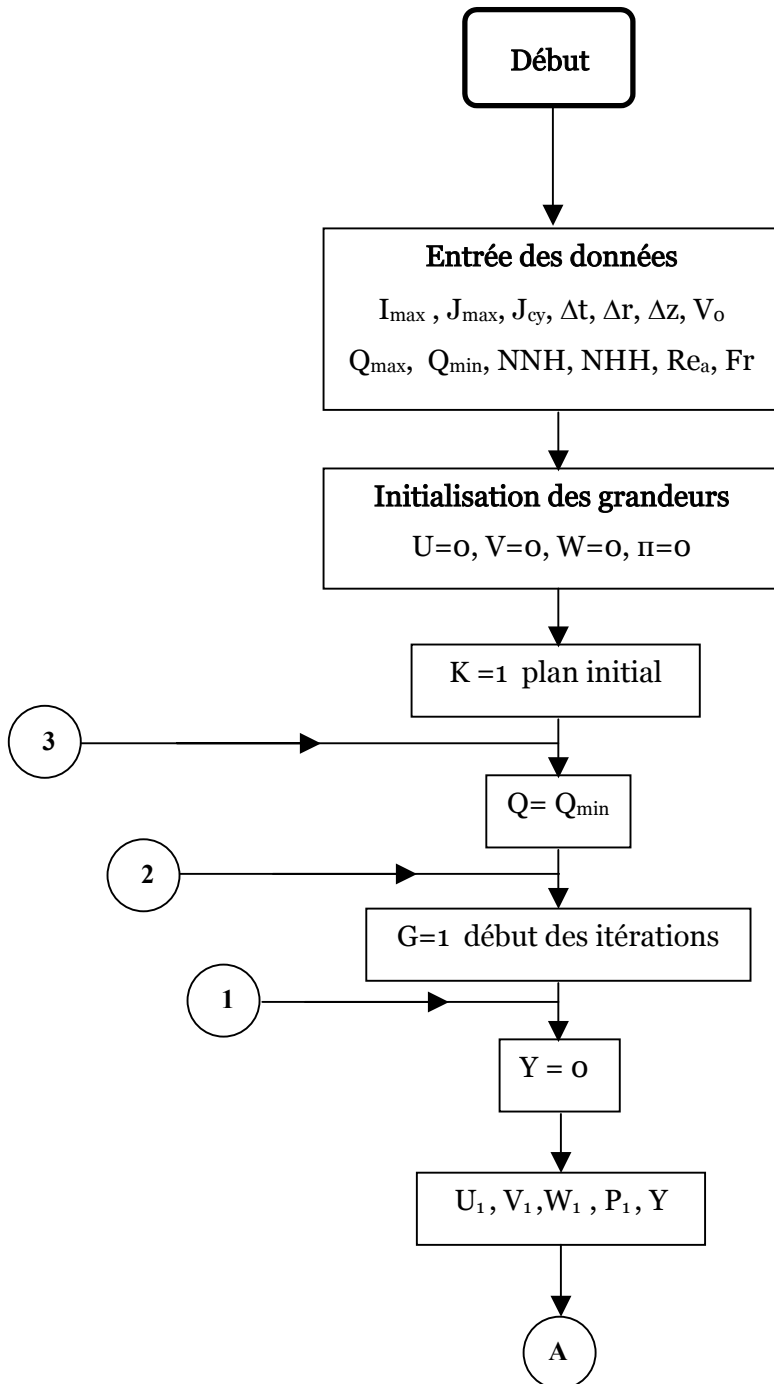 Début
Entrée des données
Imax , Jmax, Jcy, Δt, Δr, Δz, Vo
Qmax, Qmin, NNH, NHH, Rea, Fr
Initialisation des grandeurs
U=0, V=0, W=0, π=0
K =1 plan initial
3
Q= Qmin
2
G=1 début des itérations
1
Y = 0
U1 , V1 ,W1 , P1, Y
A